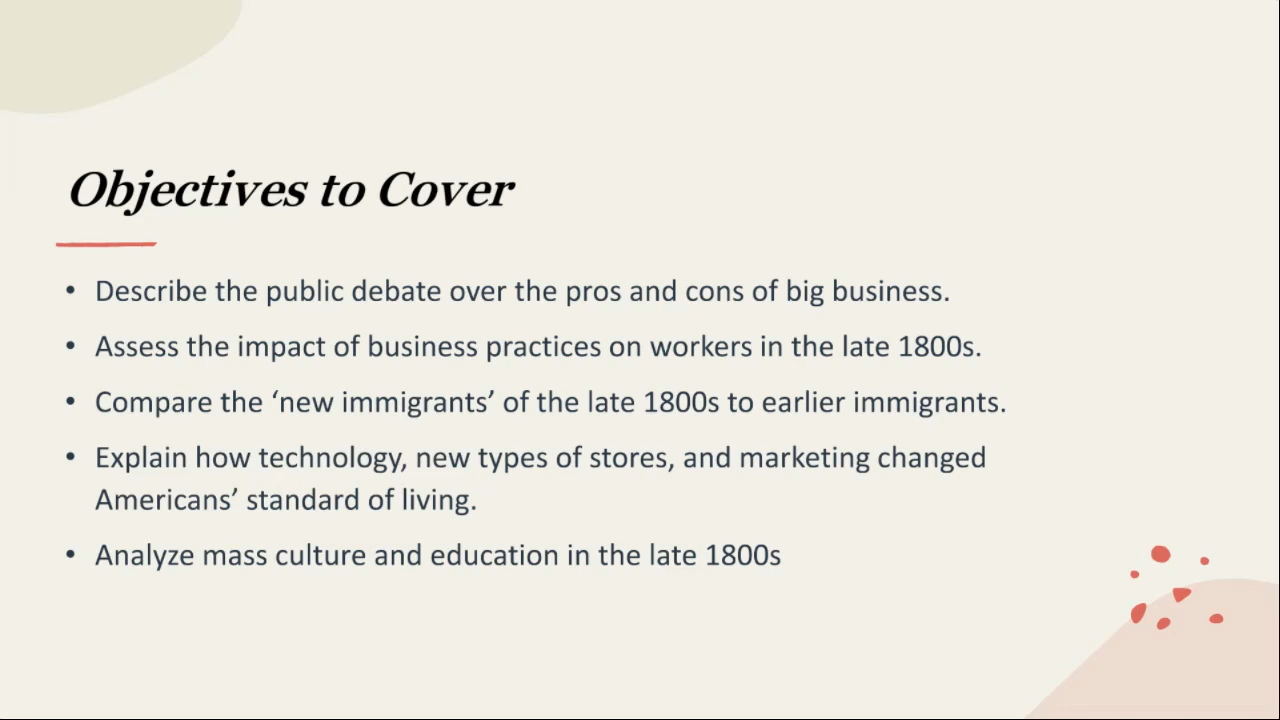 Objectives to Cover
• Describe the public debate over the pros and cons of big business.
• Assess the impact of business practices on workers in the late 1800s.
• Compare the ‘new immigrants’ of the late 1800s to earlier immigrants.
• Explain how technology, new types of stores, and marketing changed
Americans’ standard of living.
• Analyze mass culture and education in the late 1800s